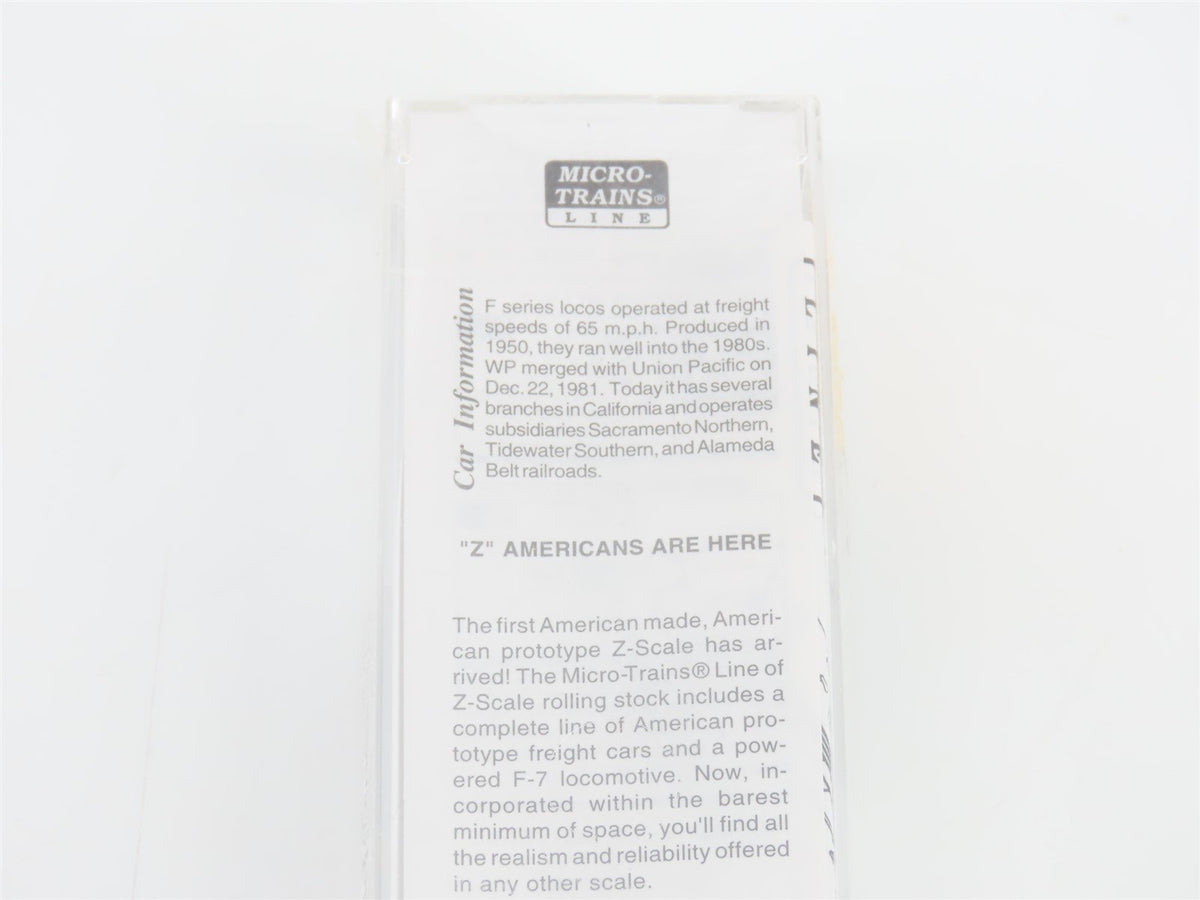 MICRO-
TRAINS®
LINE
Car Information
F series locos operated at freight
speeds of 65 m.p.h. Produced in
1950, they ran well into the 1980s.
WP merged with Union Pacific on
Dec. 22, 1981. Today it has several
branches in California and operates
subsidiaries Sacramento Northern,
Tidewater Southern, and Alameda
Belt railroads.
"Z" AMERICANS ARE HERE
The first American made, Ameri-
can prototype Z-Scale has ar-
rived! The Micro-Trains® Line of
Z-Scale rolling stock includes a
complete line of American pro-
totype freight cars and a pow-
ered F-7 locomotive. Now, in-
corporated within the barest
minimum of space, you'll find all
the realism and reliability offered
in any other scale.